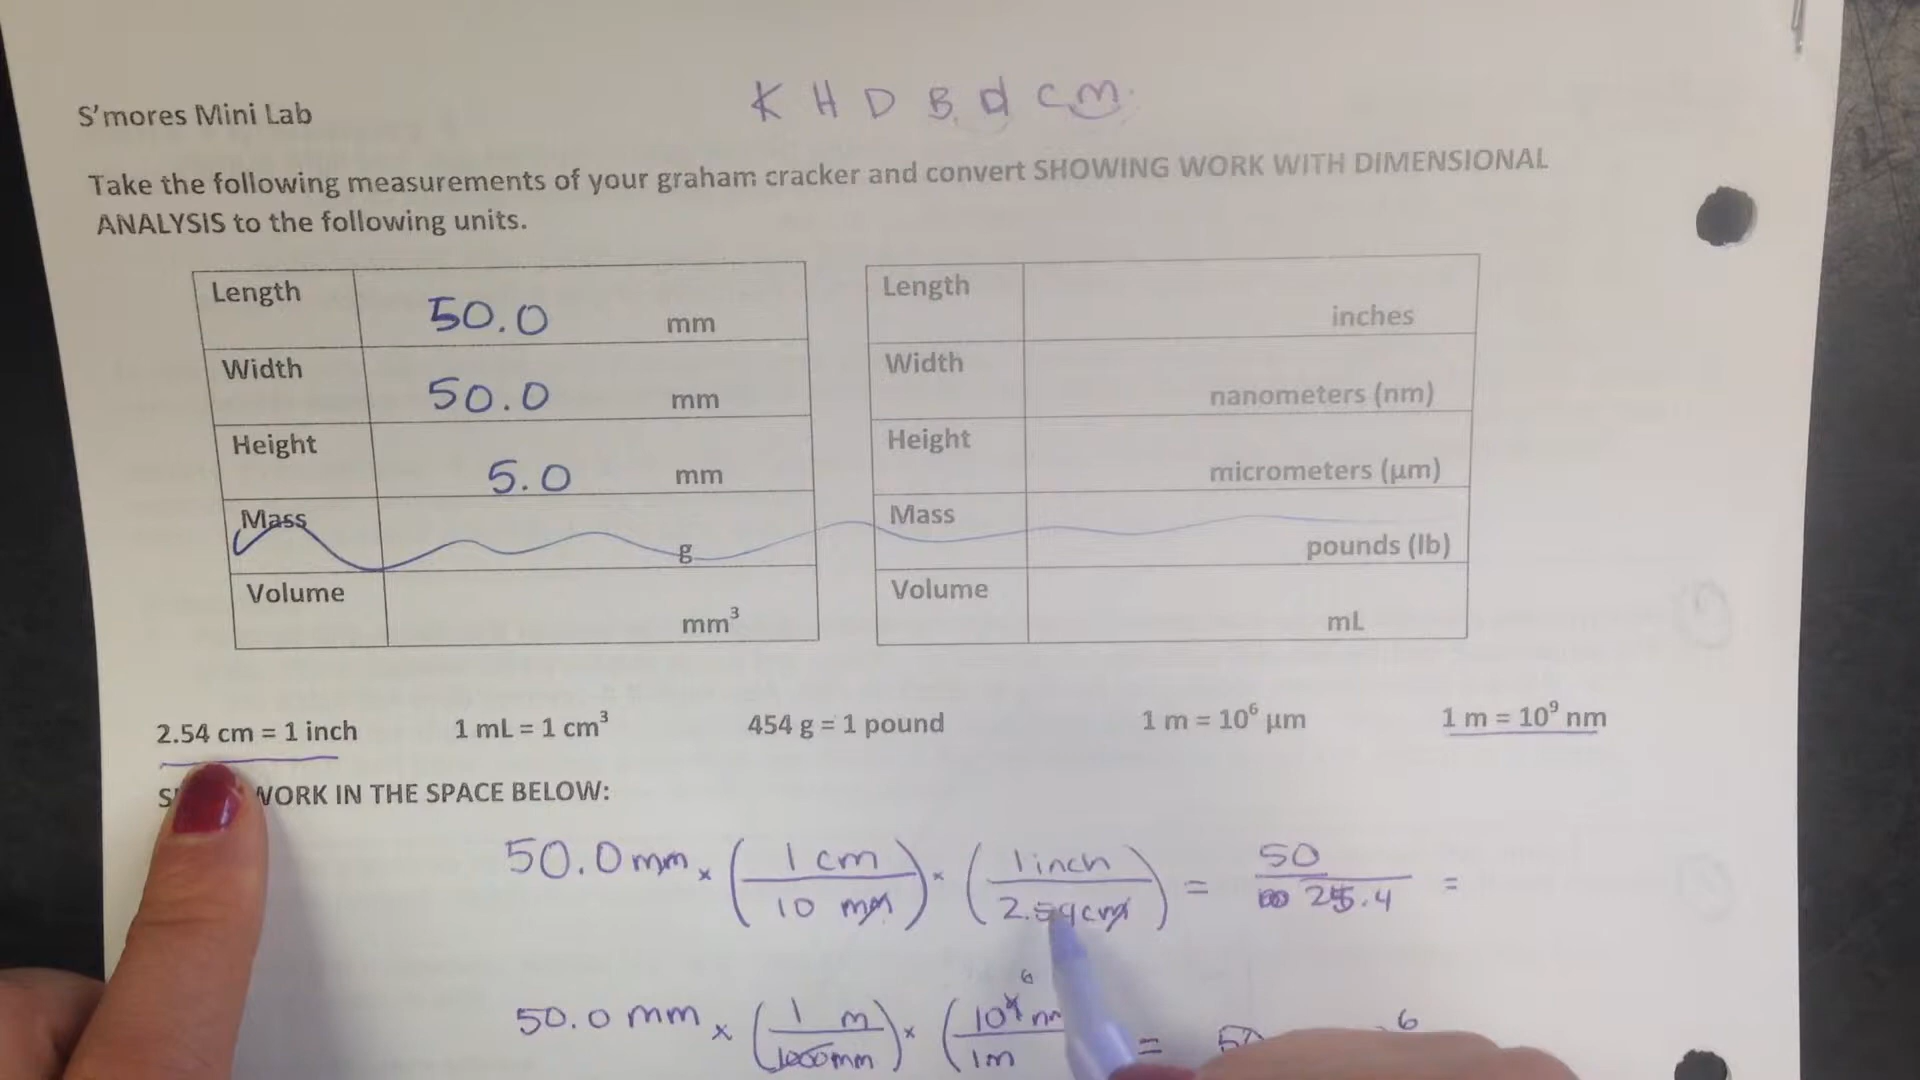 K H D B d c m
S'mores Mini Lab
Take the following measurements of your graham cracker and convert SHOWING WORK WITH DIMENSIONAL
ANALYSIS to the following units.
Length 50.0 mm
Width 50.0 mm
Height 5.0 mm
Mass g
Volume mm³
Length inches
Width nanometers (nm)
Height micrometers (μm)
Mass pounds (lb)
Volume mL
2.54 cm = 1 inch 1 mL = 1 cm³ 454 g = 1 pound 1 m = 10⁶ μm 1 m = 10⁹ nm
WORK IN THE SPACE BELOW:
50.0 mm x (1 cm / 10 mm) x (1 inch / 2.54 cm) = 50 / 25.4 =
50.0 mm x (1 m / 1000 mm) x (10 6 / 1m) = 6